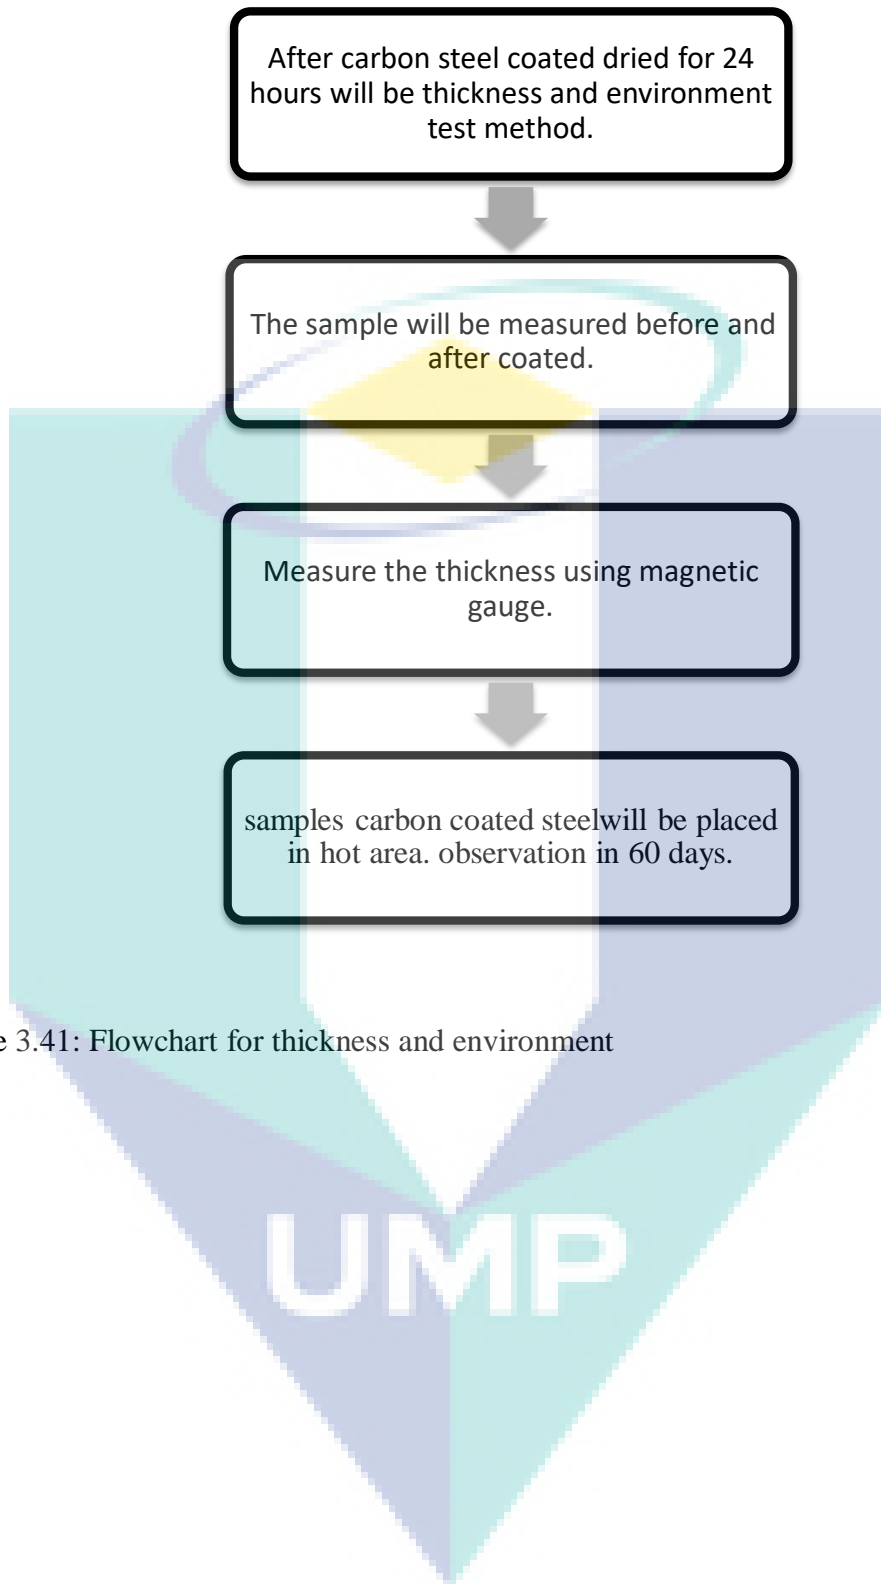 After carbon steel coated dried for 24
hours will be thickness and environment
test method.
The sample will be measured before and
after coated.
Measure the thickness using magnetic
gauge.
samples carbon coated steelwill be placed
in hot area. observation in 60 days.
e 3.41: Flowchart for thickness and environment
UMP